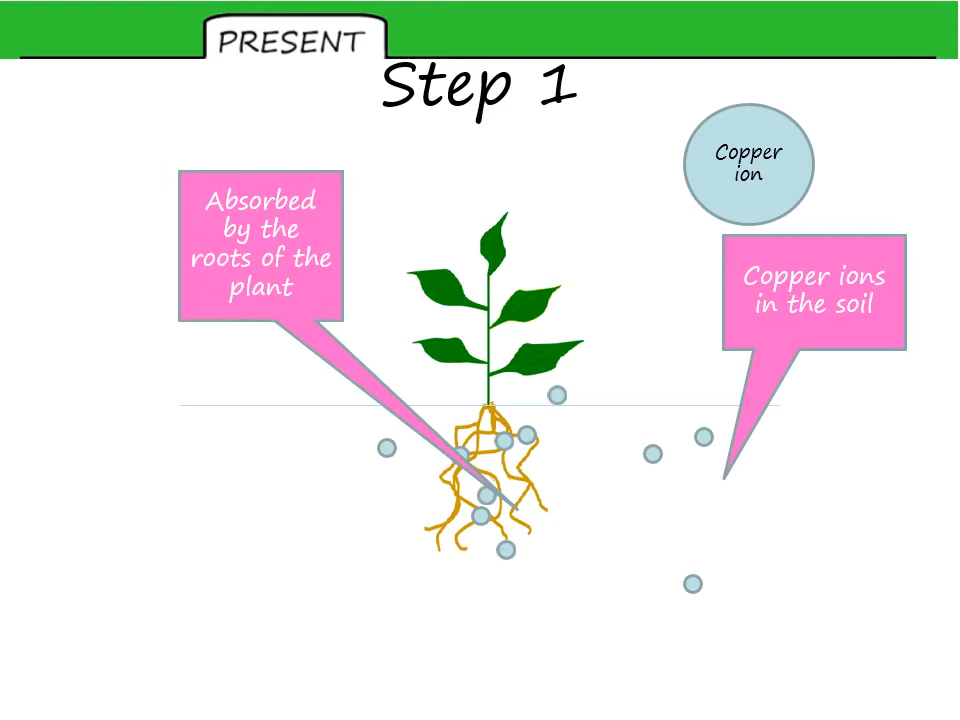 PRESENT
Step 1
Copper
ion
Absorbed
by the
roots of the
plant
Copper ions
in the soil